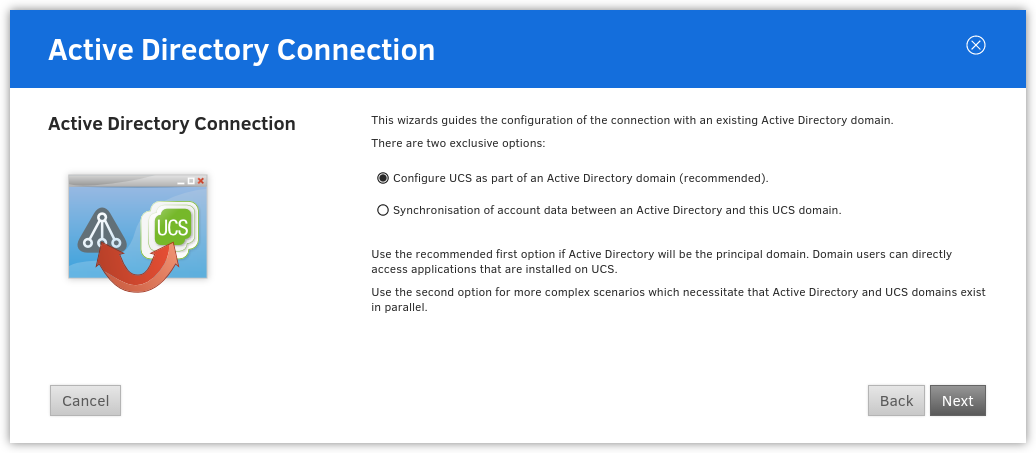 Active Directory Connection
Active Directory Connection
UCS
This wizards guides the configuration of the connection with an existing Active Directory domain.
There are two exclusive options:
Configure UCS as part of an Active Directory domain (recommended).
Synchronisation of account data between an Active Directory and this UCS domain.
Use the recommended first option if Active Directory will be the principal domain. Domain users can directly
access applications that are installed on UCS.
Use the second option for more complex scenarios which necessitate that Active Directory and UCS domains exist
in parallel.
Cancel
Back
Next